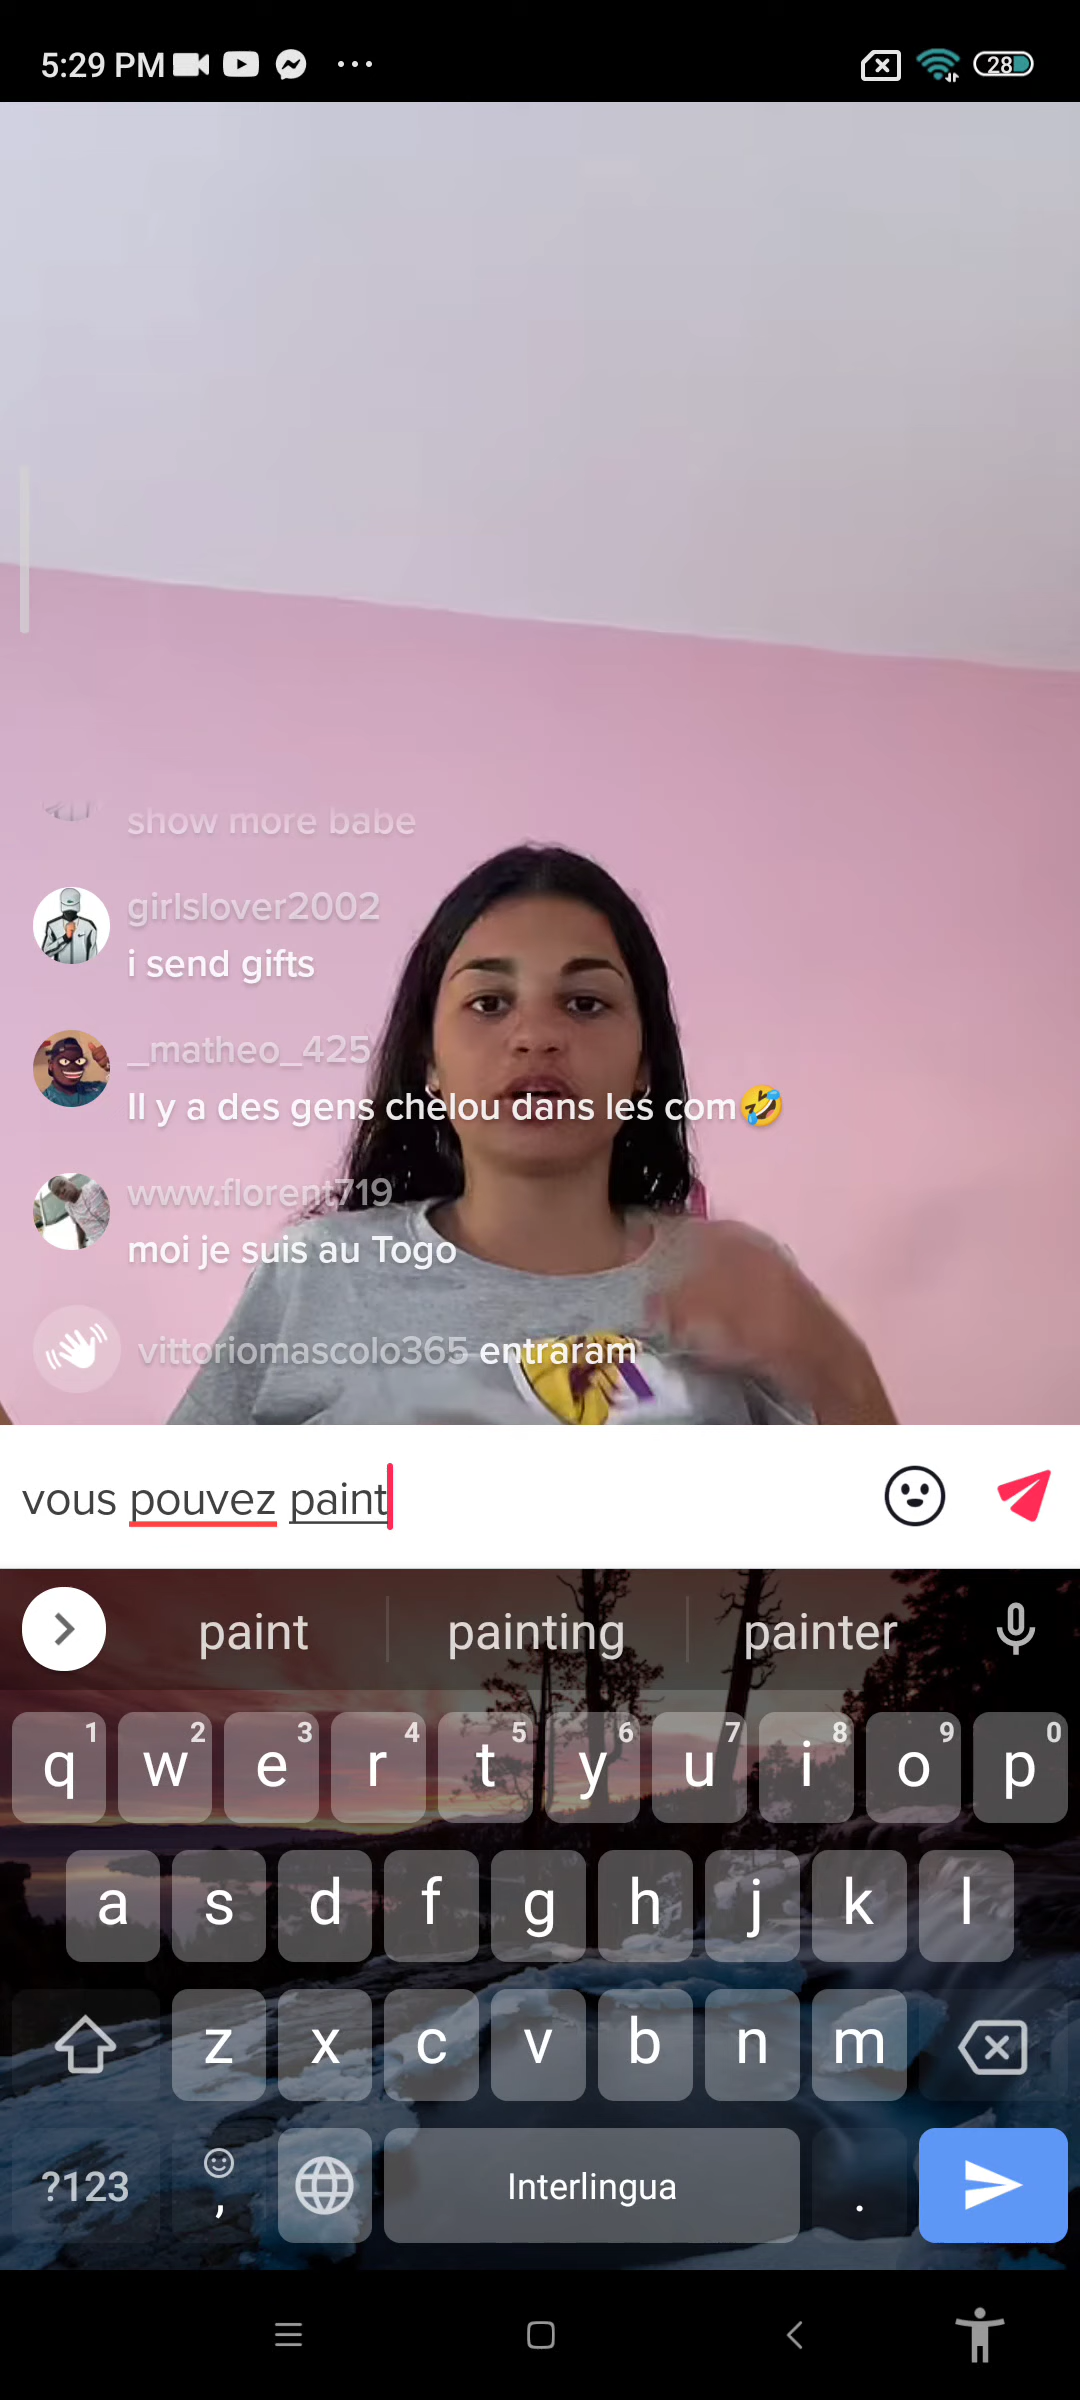 5:29 PM
28
show more babe
girlslover2002
i send gifts
_matheo_425
Il y a des gens chelou dans les com🤣
www.florent719
moi je suis au Togo
vittoriomascolo365 entraram
vous pouvez paint
paint painting painter
1 2 3 4 5 6 7 8 9 0
q w e r t y u i o p
a s d f g h j k l
z x c v b n m
?123 , Interlingua .